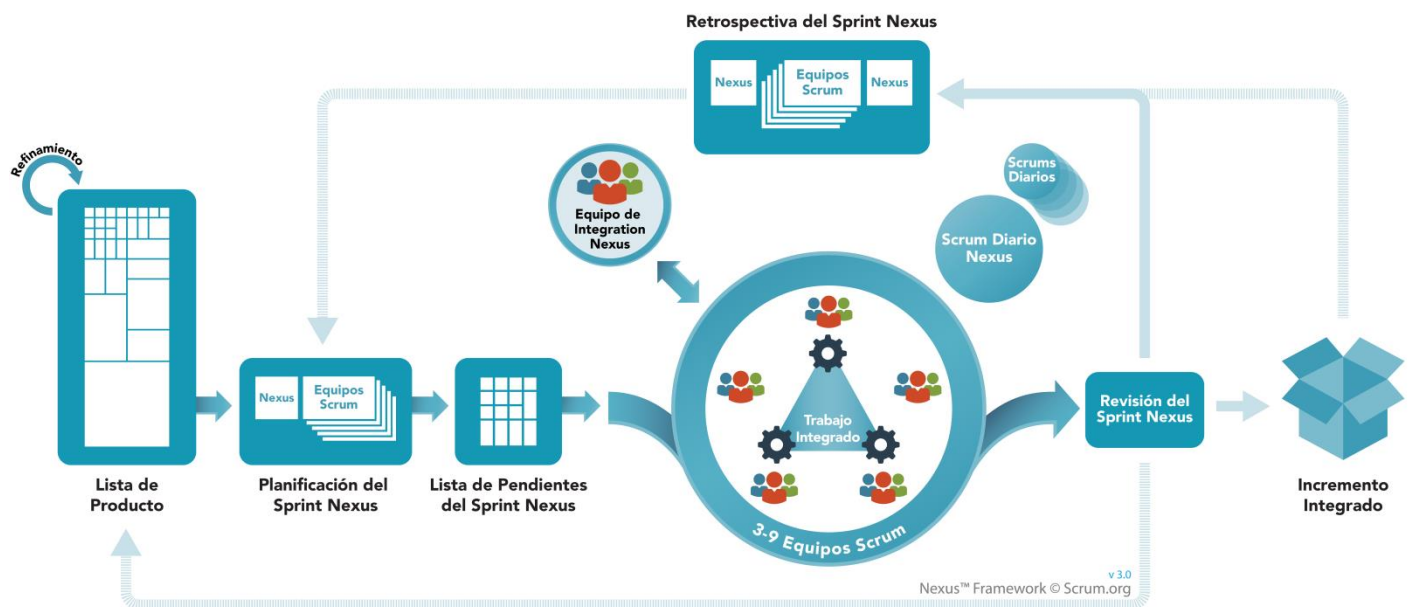 Retrospectiva del Sprint Nexus
Nexus
Equipos
Scrum
Nexus
Refinamiento
Scrums
Diarios
Equipo de
Integration
Nexus
Scrum Diario
Nexus
Nexus
Equipos
Scrum
Trabajo
Integrado
Revisión del
Sprint Nexus
Lista de
Producto
Planificación del
Sprint Nexus
Lista de Pendientes
del Sprint Nexus
Incremento
Integrado
3-9 Equipos Scrum
v 3.0
Nexus™ Framework © Scrum.org